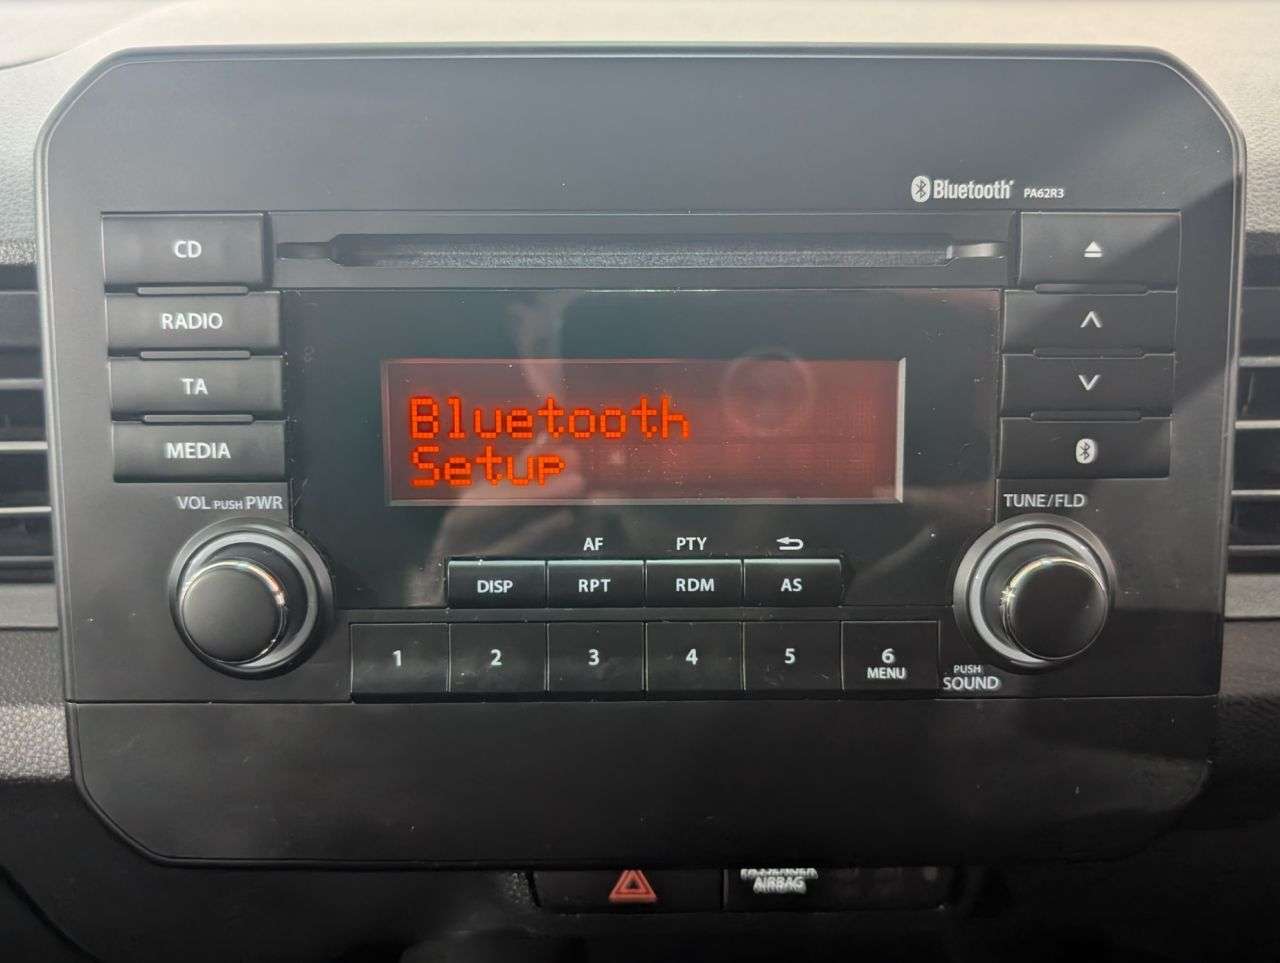 Bluetooth PA62R3
CD
RADIO
TA
MEDIA
VOL PUSH PWR
Bluetooth
Setup
TUNE/FLD
AF PTY
DISP RPT RDM AS
1 2 3 4 5 6
MENU
PUSH
SOUND
AIRBAG